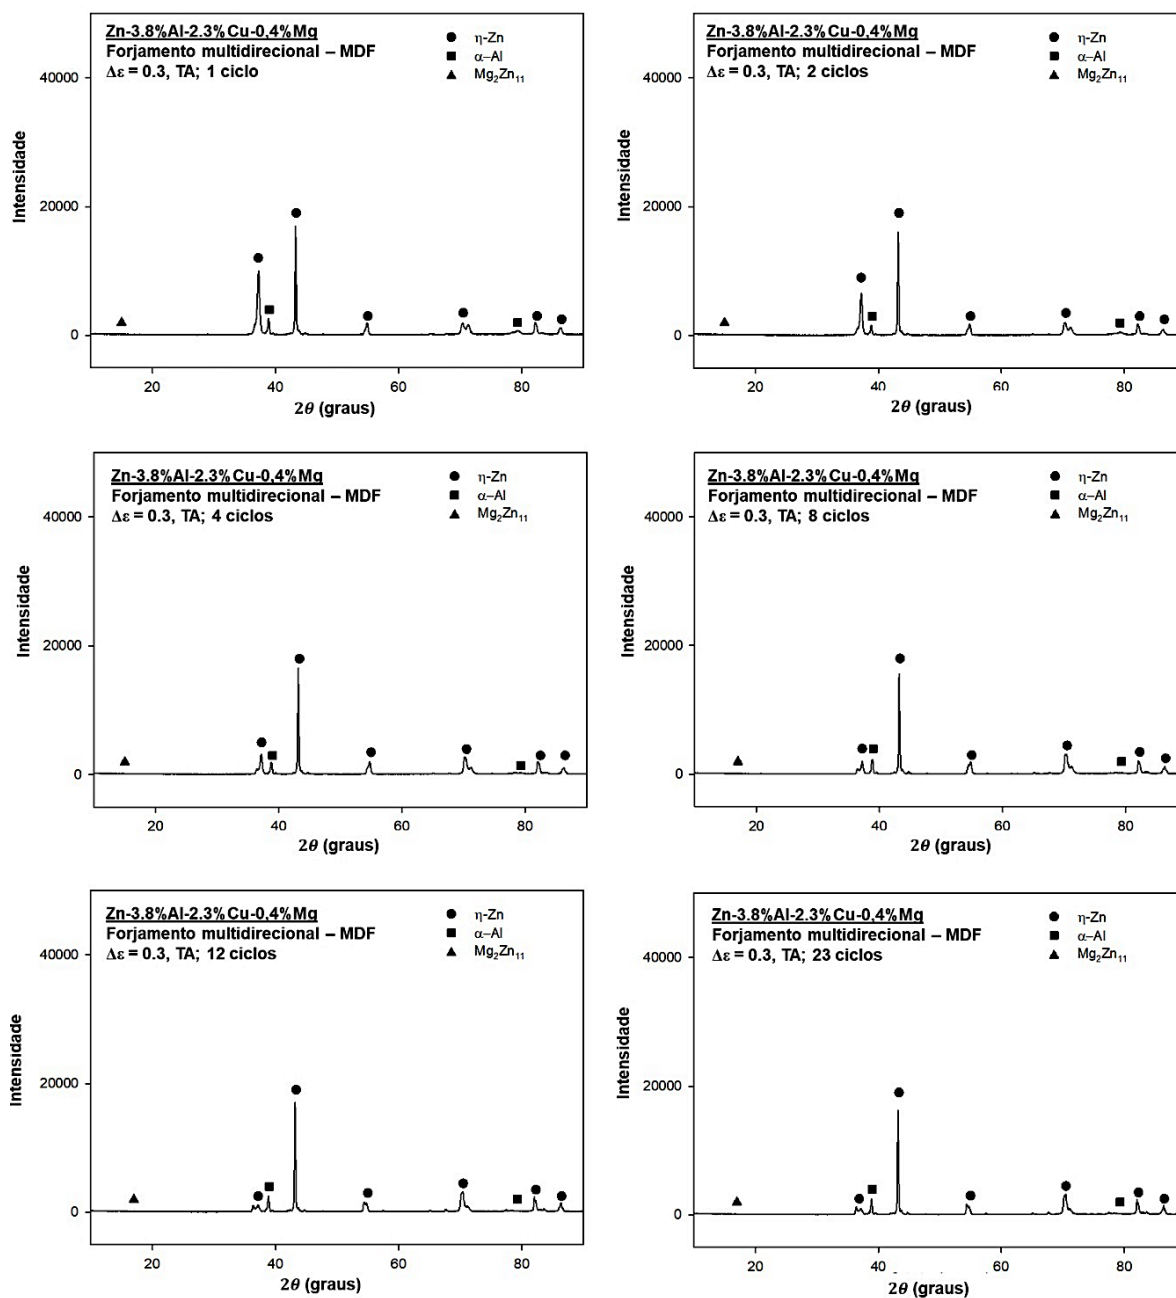 Zn-3.8%Al-2.3%Cu-0,4%Mg
Forjamento multidirecional – MDF
Δε = 0.3, TA; 1 ciclo
η-Zn
α–Al
Mg₂Zn₁₁
Intensidade
40000
20000
0
20
40
60
80
2θ (graus)
Zn-3.8%Al-2.3%Cu-0,4%Mg
Forjamento multidirecional – MDF
Δε = 0.3, TA; 2 ciclos
η-Zn
α–Al
Mg₂Zn₁₁
Intensidade
40000
20000
0
20
40
60
80
2θ (graus)
Zn-3.8%Al-2.3%Cu-0,4%Mg
Forjamento multidirecional – MDF
Δε = 0.3, TA; 4 ciclos
η-Zn
α–Al
Mg₂Zn₁₁
Intensidade
40000
20000
0
20
40
60
80
2θ (graus)
Zn-3.8%Al-2.3%Cu-0,4%Mg
Forjamento multidirecional – MDF
Δε = 0.3, TA; 8 ciclos
η-Zn
α–Al
Mg₂Zn₁₁
Intensidade
40000
20000
0
20
40
60
80
2θ (graus)
Zn-3.8%Al-2.3%Cu-0,4%Mg
Forjamento multidirecional – MDF
Δε = 0.3, TA; 12 ciclos
η-Zn
α–Al
Mg₂Zn₁₁
Intensidade
40000
20000
0
20
40
60
80
2θ (graus)
Zn-3.8%Al-2.3%Cu-0,4%Mg
Forjamento multidirecional – MDF
Δε = 0.3, TA; 23 ciclos
η-Zn
α–Al
Mg₂Zn₁₁
Intensidade
40000
20000
0
20
40
60
80
2θ (graus)